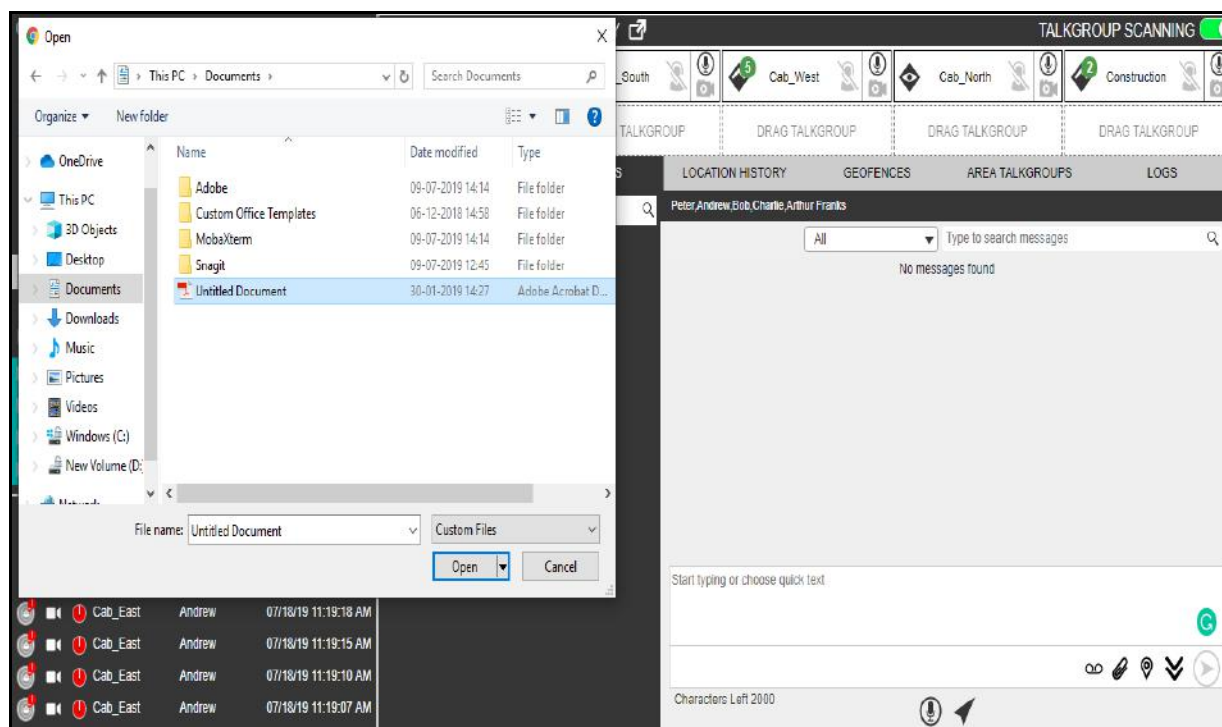 Open
This PC > Documents >
Search Documents
Organize
New folder
OneDrive
This PC
3D Objects
Desktop
Documents
Downloads
Music
Pictures
Videos
Windows (C:)
New Volume (D:
Name Date modified Type
Adobe 09-07-2019 14:14 File folder
Custom Office Templates 06-12-2018 14:58 File folder
MobaXterm 09-07-2019 14:14 File folder
Snagit 09-07-2019 12:45 File folder
Untitled Document 30-01-2019 14:27 Adobe Acrobat D...
File name: Untitled Document
Custom Files
Open
Cancel
TALKGROUP SCANNING
_South
5 Cab_West
Cab_North
2 Construction
TALKGROUP
DRAG TALKGROUP
DRAG TALKGROUP
DRAG TALKGROUP
S LOCATION HISTORY GEOFENCES AREA TALKGROUPS LOGS
Peter,Andrew,Bob,Charlie,Arthur Franks
All
Type to search messages
No messages found
Start typing or choose quick text
Characters Left 2000
Cab_East Andrew 07/18/19 11:19:18 AM
Cab_East Andrew 07/18/19 11:19:15 AM
Cab_East Andrew 07/18/19 11:19:10 AM
Cab_East Andrew 07/18/19 11:19:07 AM